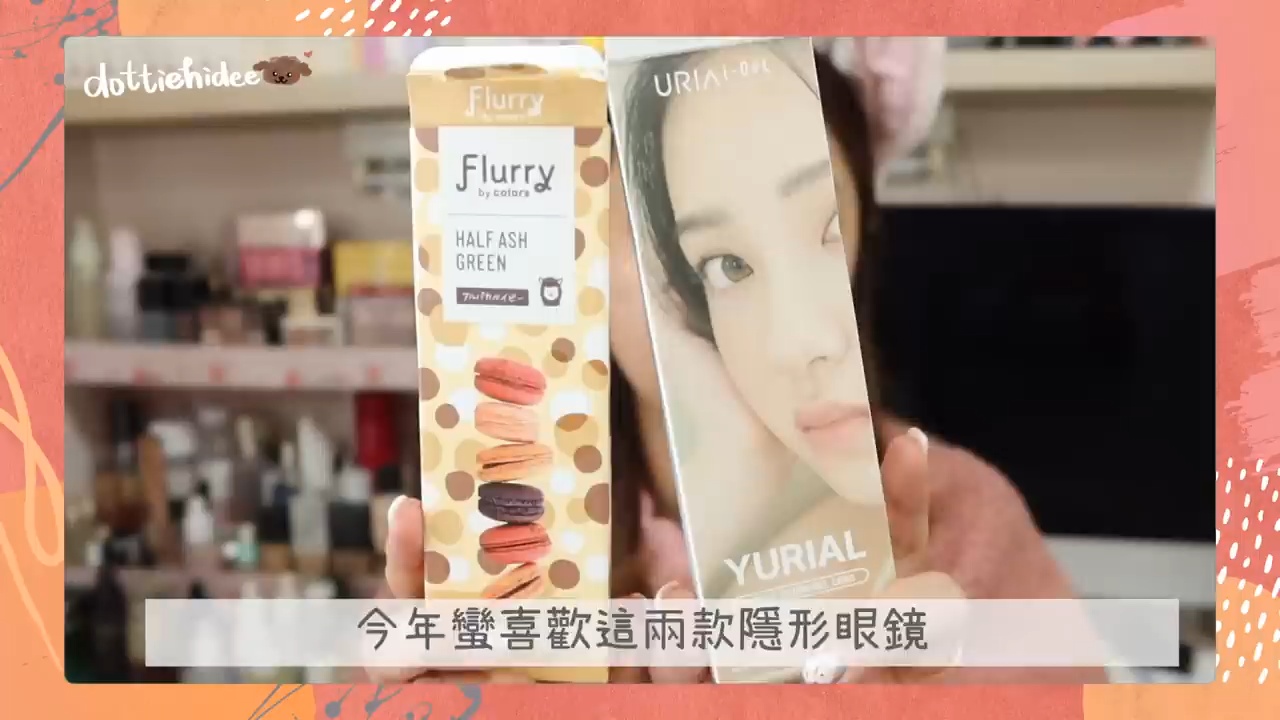 dottiehidee
Flurry
Flurry
by colors
HALF ASH
GREEN
URIA
YURIAL
今年蠻喜歡這兩款隱形眼鏡